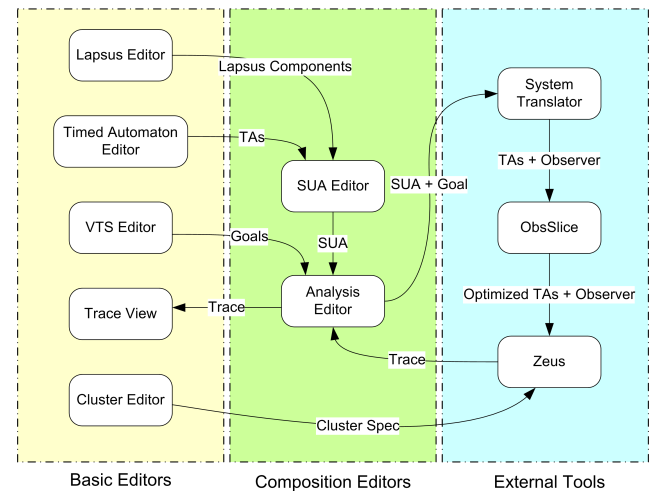 Lapsus Editor
Lapsus Components
System
Translator
Timed Automaton
Editor
TAs
TAs + Observer
SUA Editor
SUA + Goal
VTS Editor
Goals
SUA
ObsSlice
Analysis
Editor
Optimized TAs + Observer
Trace View
Trace
Trace
Zeus
Cluster Editor
Cluster Spec
Basic Editors
Composition Editors
External Tools